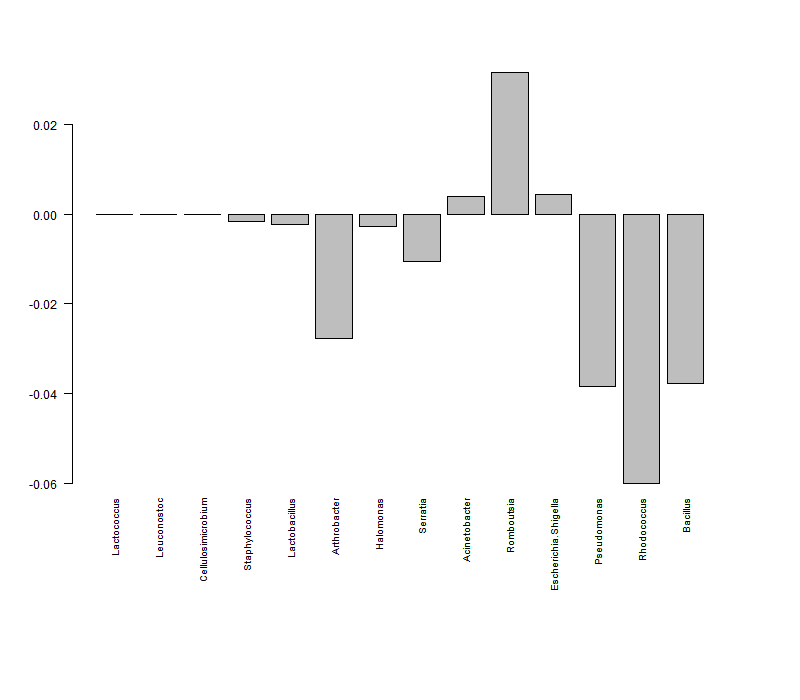 0.02
0.00
-0.02
-0.04
-0.06
Lactococcus
Leuconostoc
Cellulosimicrobium
Staphylococcus
Lactobacillus
Arthrobacter
Halomonas
Serratia
Acinetobacter
Romboutsia
Escherichia.Shigella
Pseudomonas
Rhodococcus
Bacillus